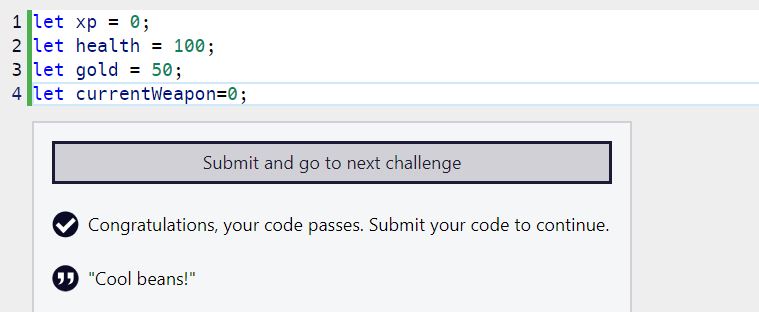 1 let xp = 0;
2 let health = 100;
3 let gold = 50;
4 let currentWeapon=0;
Submit and go to next challenge
Congratulations, your code passes. Submit your code to continue.
"Cool beans!"